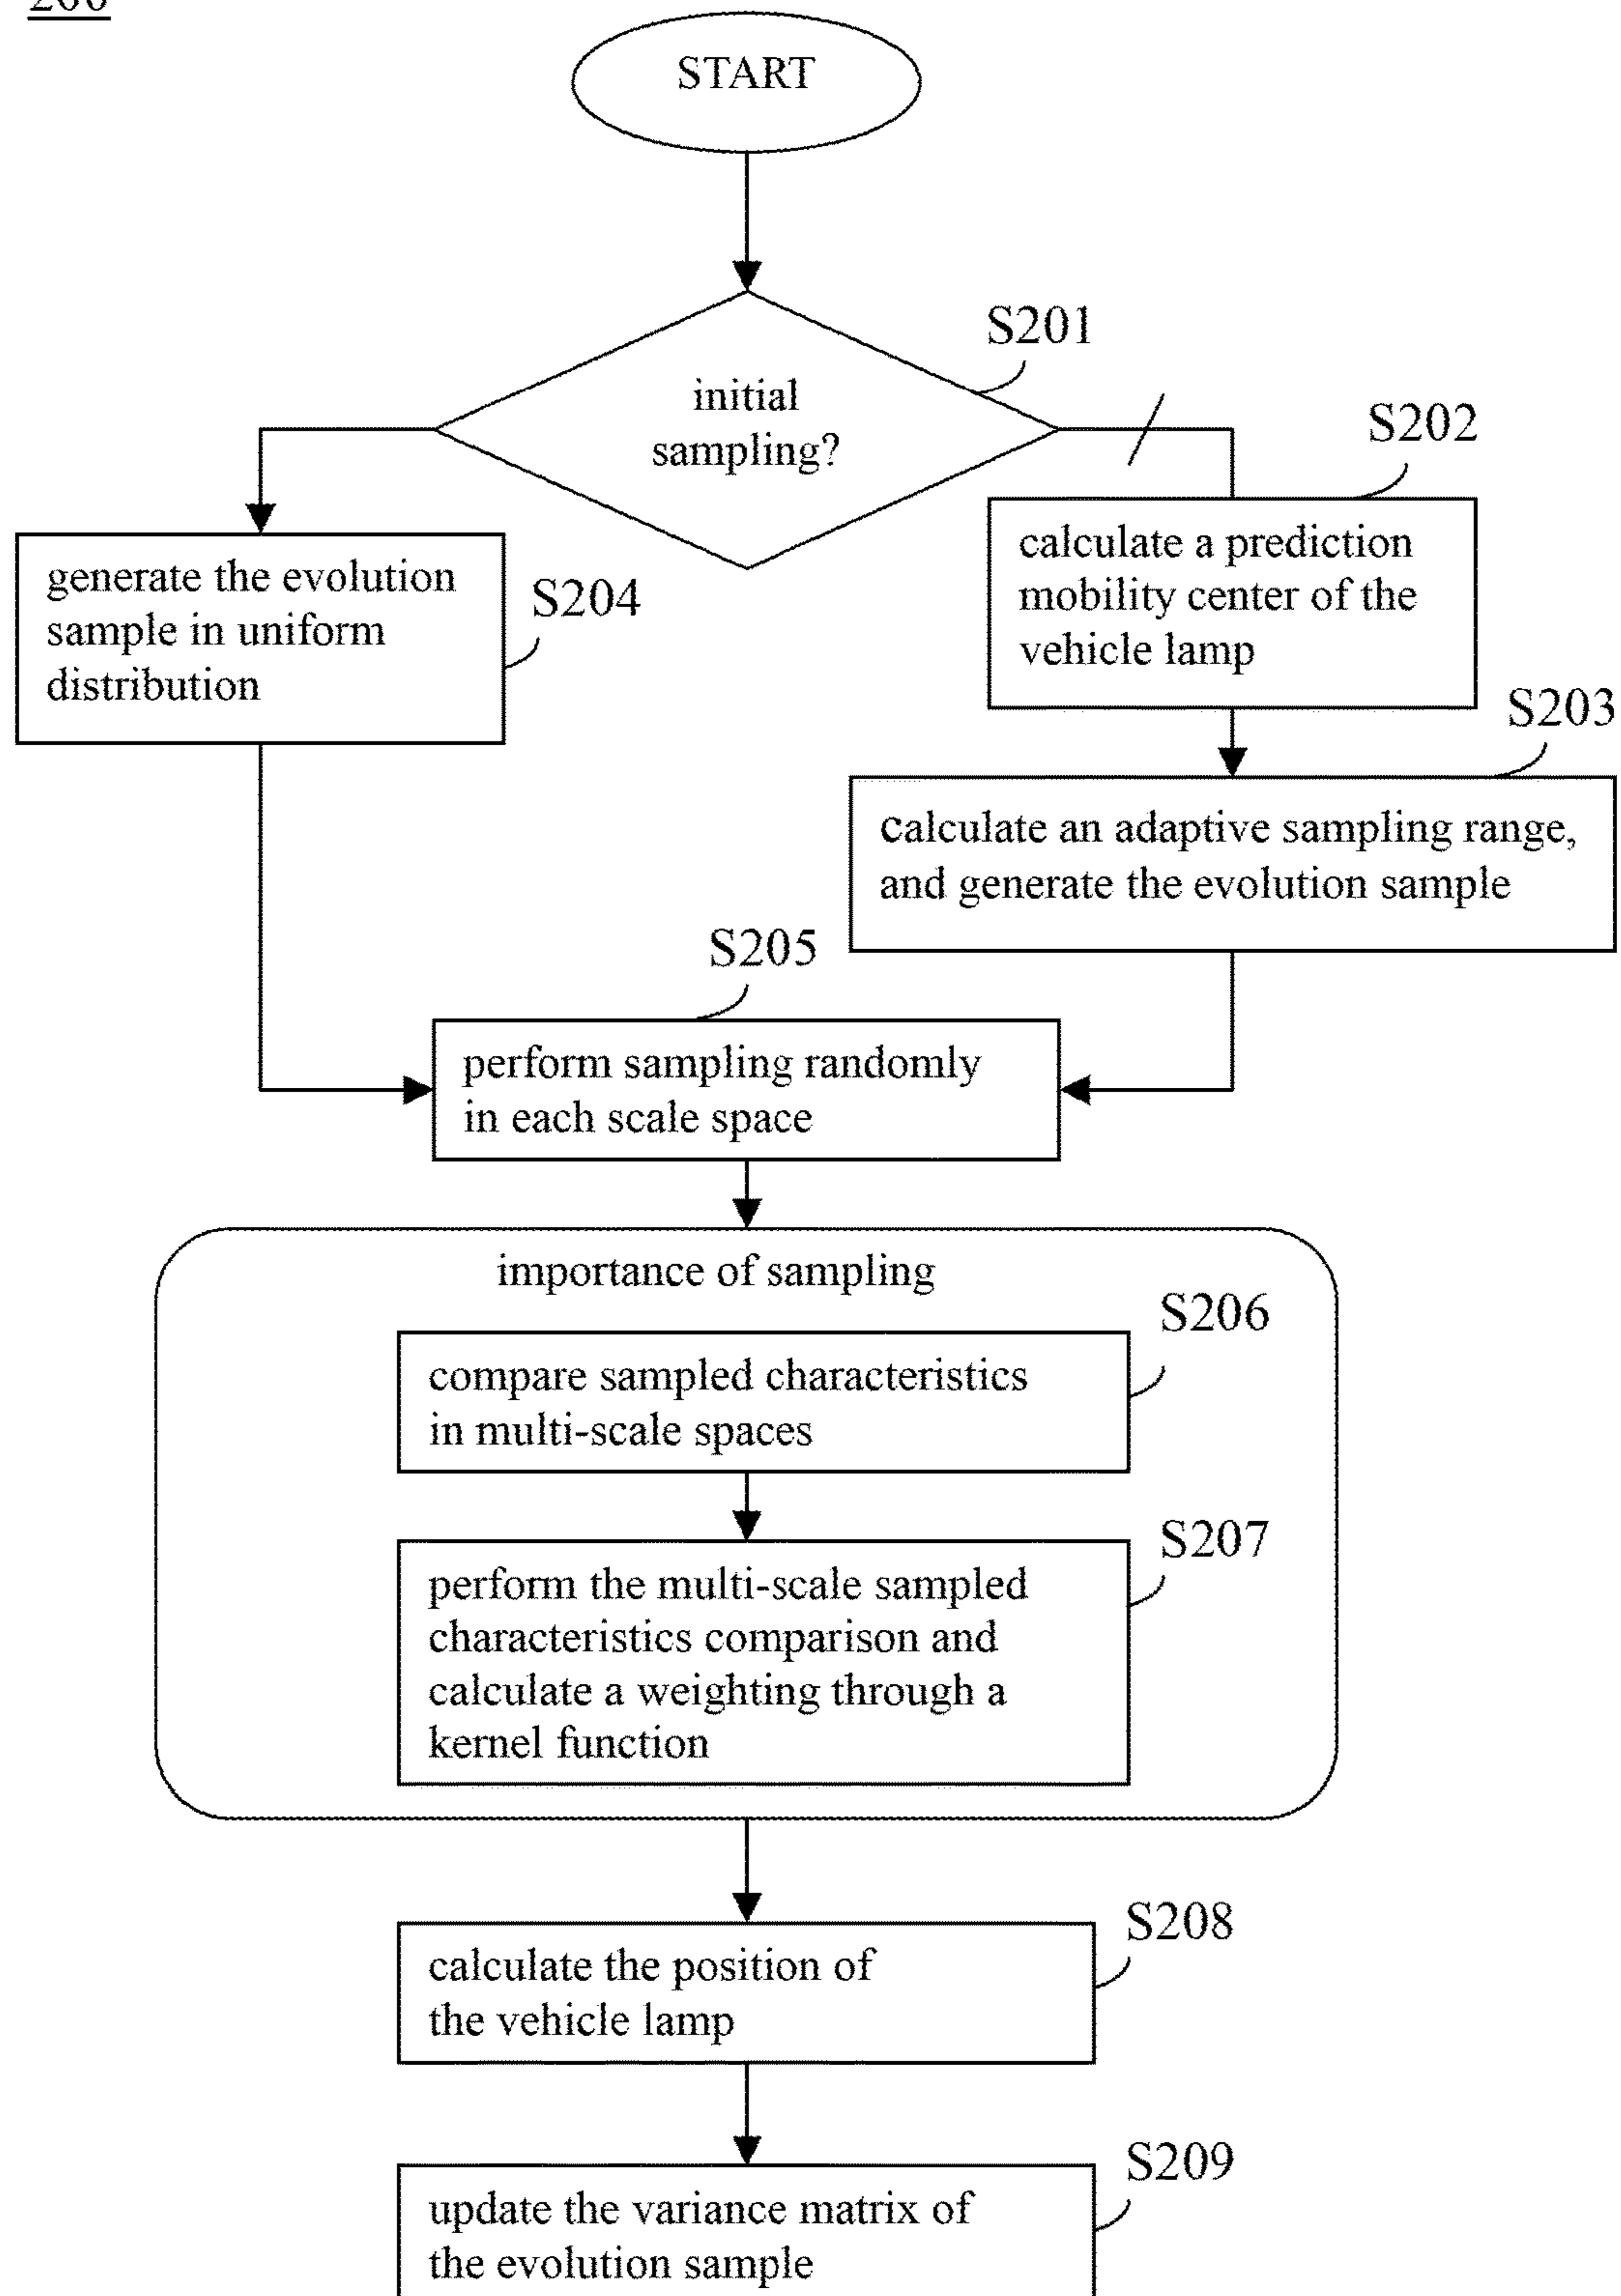 START
S201
initial
sampling?
S202
calculate a prediction
mobility center of the
vehicle lamp
generate the evolution
sample in uniform
distribution
S204
S203
calculate an adaptive sampling range,
and generate the evolution sample
S205
perform sampling randomly
in each scale space
importance of sampling
S206
compare sampled characteristics
in multi-scale spaces
S207
perform the multi-scale sampled
characteristics comparison and
calculate a weighting through a
kernel function
S208
calculate the position of
the vehicle lamp
S209
update the variance matrix of
the evolution sample